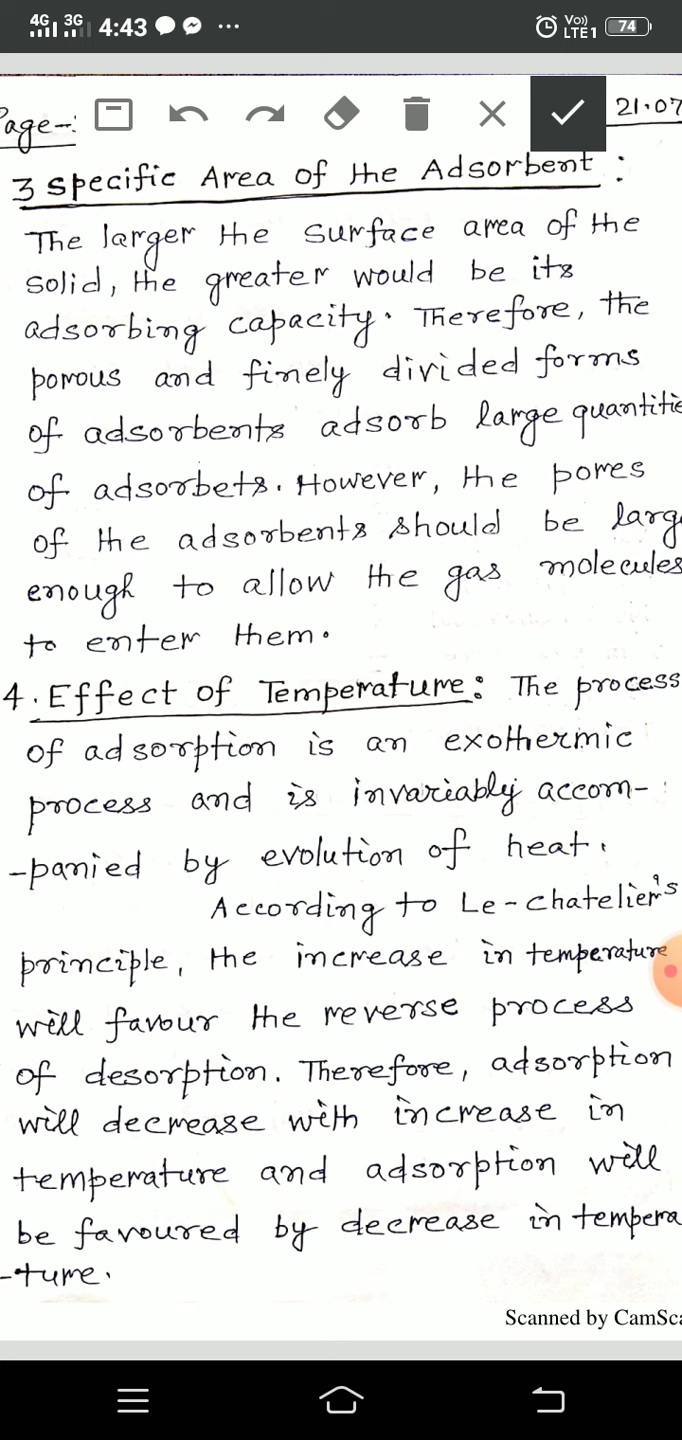 4G 3G 4:43 ... Vo)) LTE1 74
Page-: 21.07
3 Specific Area of the Adsorbent :
The larger the surface area of the
solid, the greater would be its
adsorbing capacity. Therefore, the
porous and finely divided forms
of adsorbents adsorb large quantitie
of adsorbets. However, the pores
of the adsorbents should be larg
enough to allow the gas molecules
to enter them.
4. Effect of Temperature: The process
of adsorption is an exothermic
process and is invariably accom-
-panied by evolution of heat.
According to Le-chatelier's
principle, the increase in temperature
will favour the reverse process
of desorption. Therefore, adsorption
will decrease with increase in
temperature and adsorption will
be favoured by decrease in tempera
-ture.
Scanned by CamSca